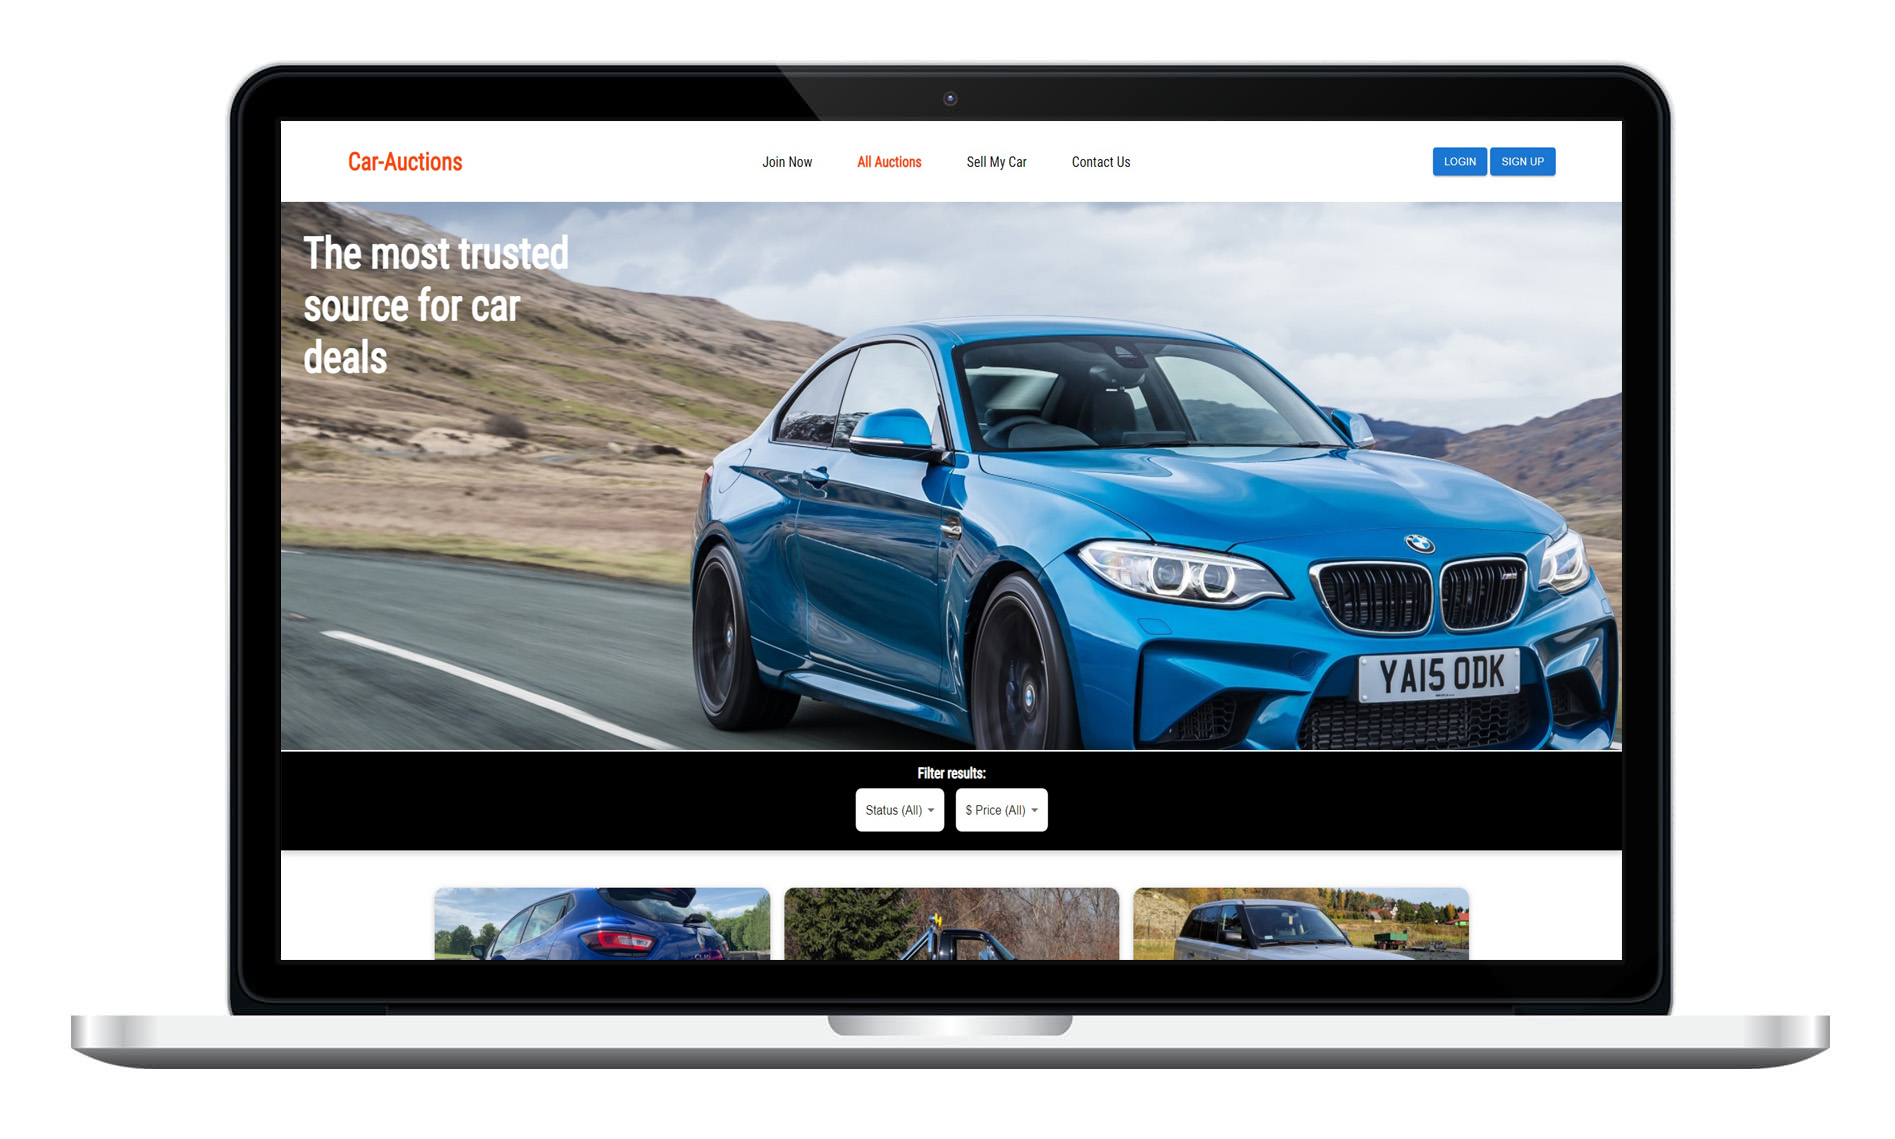 Car-Auctions
Join Now
All Auctions
Sell My Car
Contact Us
LOGIN
SIGN UP
The most trusted
source for car
deals
YA15 ODK
Filter results:
Status (All)
$ Price (All)